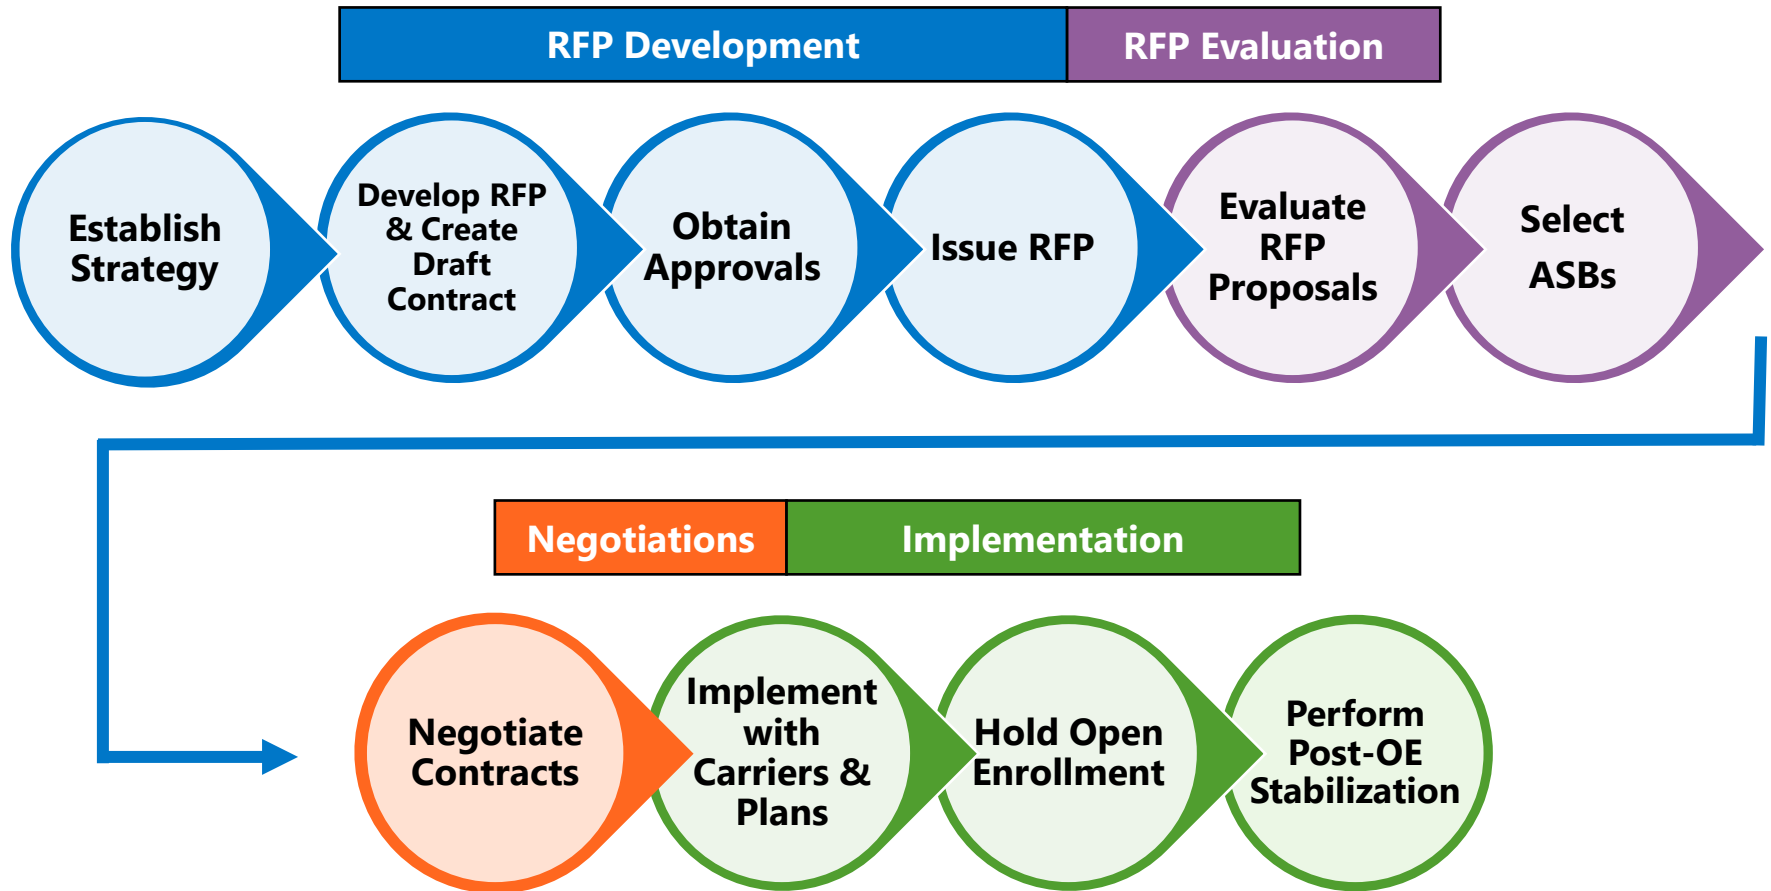 RFP Development
RFP Evaluation
Establish
Strategy
Develop RFP
& Create
Draft
Contract
Obtain
Approvals
Issue RFP
Evaluate
RFP
Proposals
Select
ASBs
Negotiations
Implementation
Negotiate
Contracts
Implement
with
Carriers &
Plans
Hold Open
Enrollment
Perform
Post-OE
Stabilization